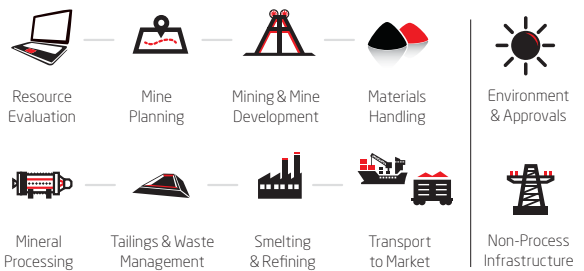 Resource
Evaluation
Mine
Planning
Mining & Mine
Development
Materials
Handling
Environment
& Approvals
Mineral
Processing
Tailings & Waste
Management
Smelting
& Refining
Transport
to Market
Non-Process
Infrastructure